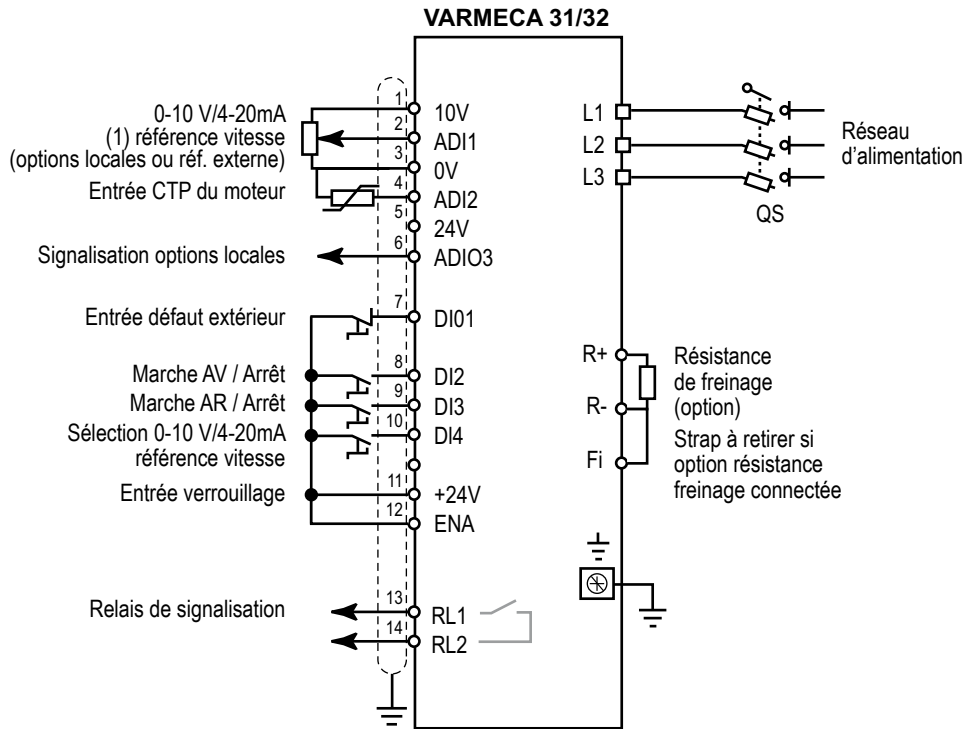 VARMECA 31/32
0-10 V/4-20mA
(1) référence vitesse
(options locales ou réf. externe)
Entrée CTP du moteur
Signalisation options locales
Entrée défaut extérieur
Marche AV / Arrêt
Marche AR / Arrêt
Sélection 0-10 V/4-20mA
référence vitesse
Entrée verrouillage
Relais de signalisation
1 10V
2 ADI1
3 0V
4 ADI2
5 24V
6 ADIO3
7 DI01
8 DI2
9 DI3
10 DI4
11 +24V
12 ENA
13 RL1
14 RL2
L1
L2
L3
QS
Réseau
d'alimentation
R+
R-
Fi
Résistance
de freinage
(option)
Strap à retirer si
option résistance
freinage connectée